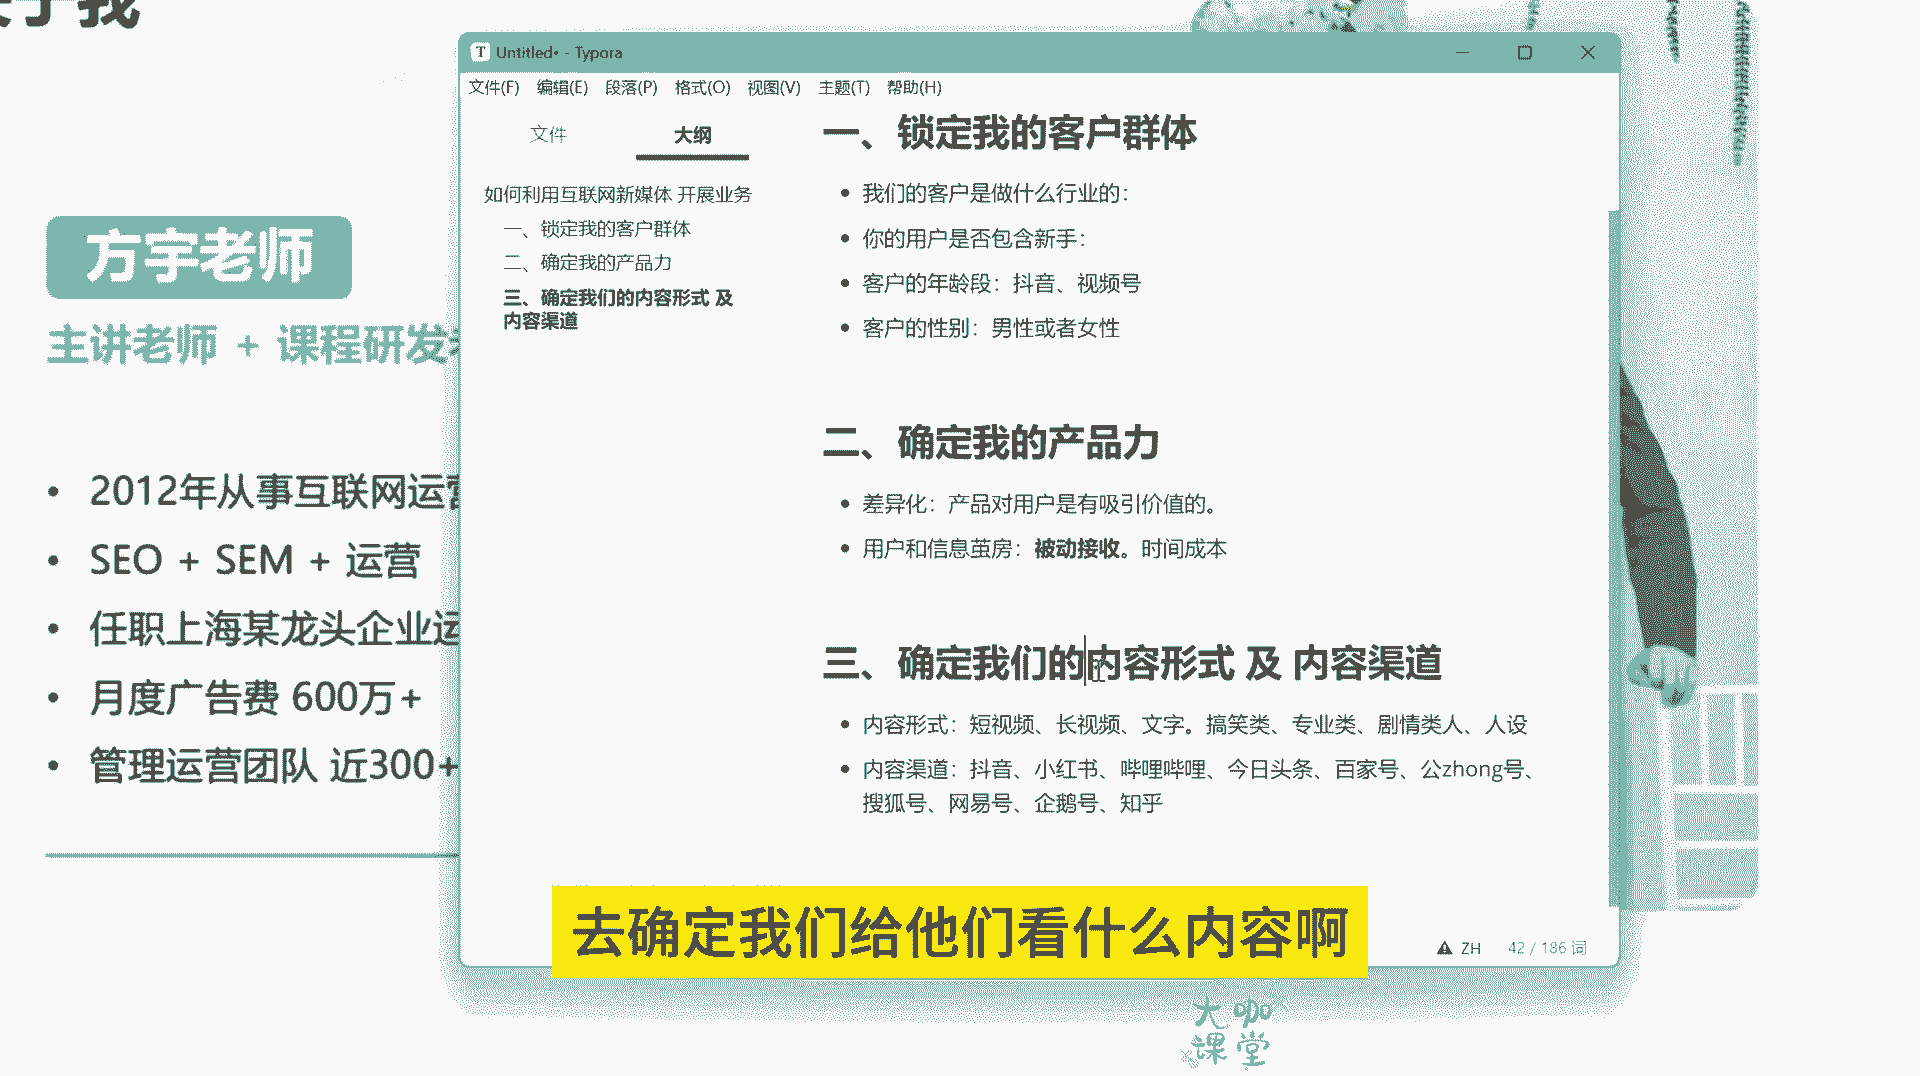 Untitled• - Typora
文件(F) 编辑(E) 段落(P) 格式(O) 视图(V) 主题(T) 帮助(H)
文件 大纲
如何利用互联网新媒体 开展业务
一、锁定我的客户群体
二、确定我的产品力
三、确定我们的内容形式 及
内容渠道
一、锁定我的客户群体
我们的客户是做什么行业的：
你的用户是否包含新手：
客户的年龄段：抖音、视频号
客户的性别：男性或者女性
二、确定我的产品力
差异化：产品对用户是有吸引价值的。
用户和信息茧房：被动接收。时间成本
三、确定我们的内容形式 及 内容渠道
内容形式：短视频、长视频、文字。搞笑类、专业类、剧情类人、人设
内容渠道：抖音、小红书、哔哩哔哩、今日头条、百家号、公zhong号、
搜狐号、网易号、企鹅号、知乎
ZH 42 / 186 词
方宇老师
主讲老师 + 课程研发
2012年从事互联网运营
SEO + SEM + 运营
任职上海某龙头企业运
月度广告费 600万+
管理运营团队 近300+
去确定我们给他们看什么内容啊
大咖
课堂